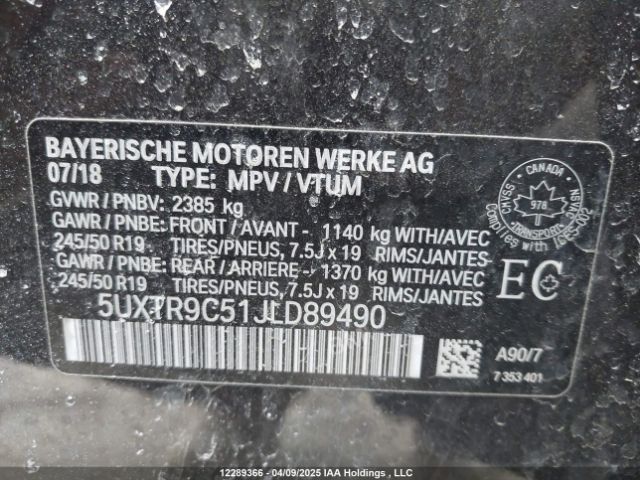 BAYERISCHE MOTOREN WERKE AG
07/18 TYPE: MPV / VTUM
GVWR / PNBV: 2385 kg
GAWR / PNBE: FRONT / AVANT - 1140 kg WITH/AVEC
245/50 R19 TIRES/PNEUS, 7.5J x 19 RIMS/JANTES
GAWR / PNBE: REAR / ARRIERE - 1370 kg WITH/AVEC
245/50 R19 TIRES/PNEUS, 7.5J x 19 RIMS/JANTES
5UXTR9C51JLD89490
CANADA
978
TRANSPORT
EC
A90/7
7 353 401
12289366 - 04/09/2025 IAA Holdings , LLC